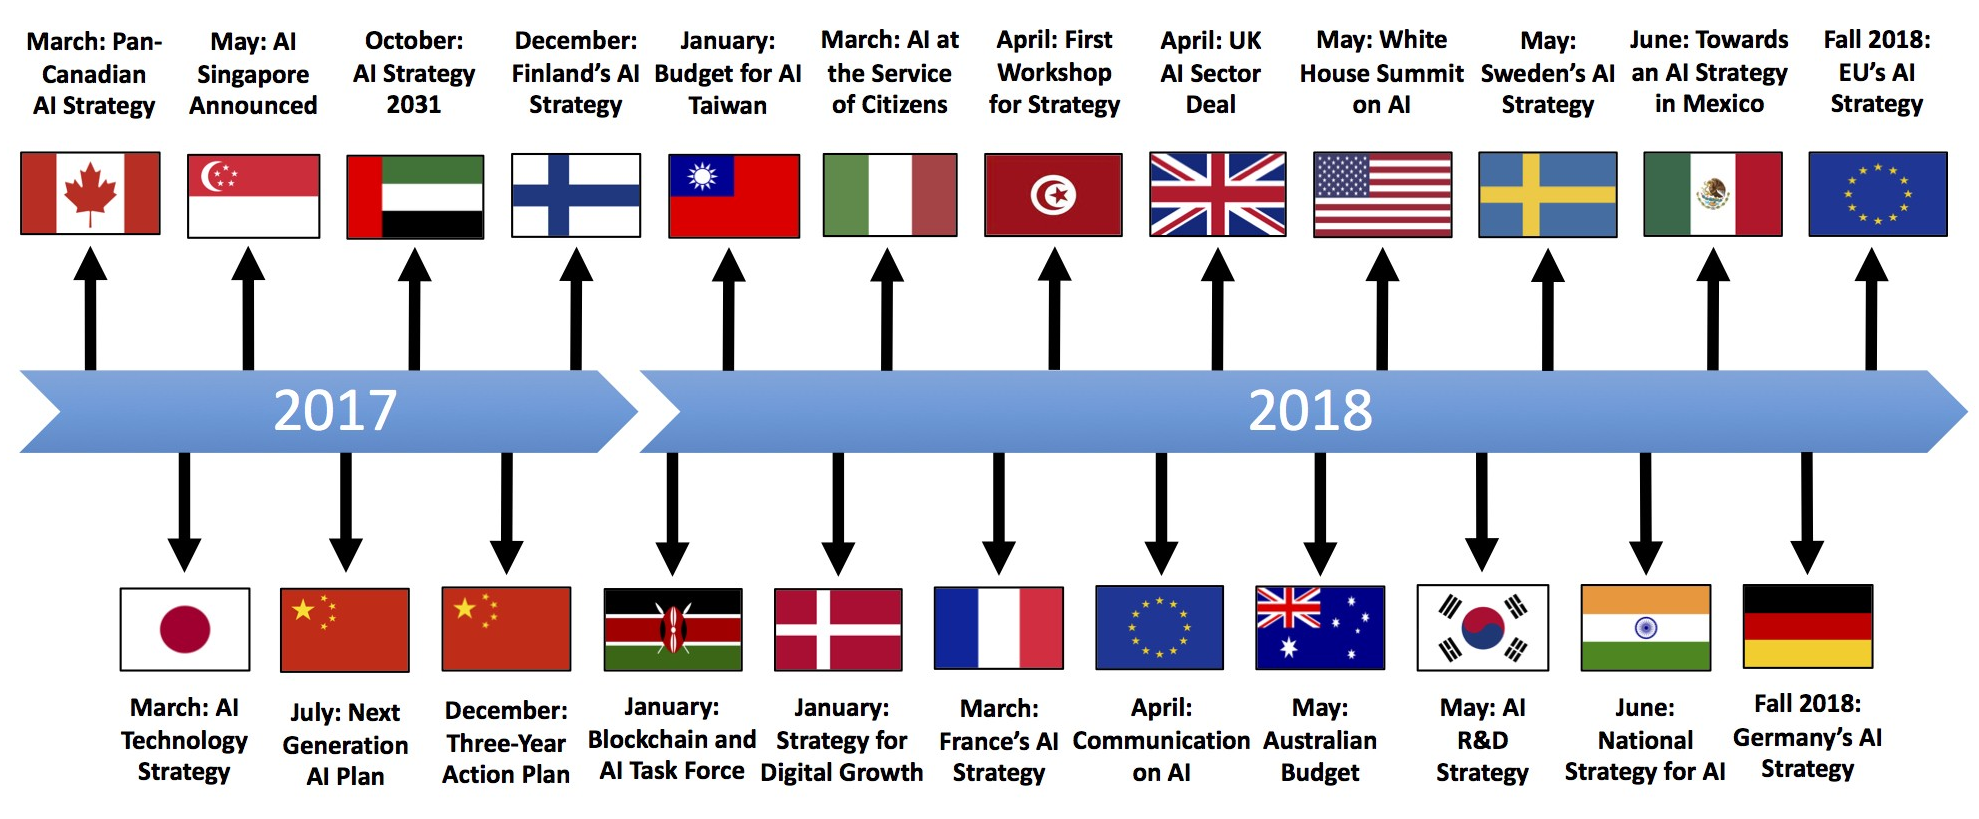 March: Pan-
Canadian
AI Strategy
May: AI
Singapore
Announced
October:
AI Strategy
2031
December:
Finland's AI
Strategy
January:
Budget for AI
Taiwan
March: AI at
the Service
of Citizens
April: First
Workshop
for Strategy
April: UK
AI Sector
Deal
May: White
House Summit
on AI
May:
Sweden's AI
Strategy
June: Towards
an AI Strategy
in Mexico
Fall 2018:
EU's AI
Strategy
2017
2018
March: AI
Technology
Strategy
July: Next
Generation
AI Plan
December:
Three-Year
Action Plan
January:
Blockchain and
AI Task Force
January:
Strategy for
Digital Growth
March:
France's AI
Strategy
April:
Communication
on AI
May:
Australian
Budget
May: AI
R&D
Strategy
June:
National
Strategy for AI
Fall 2018:
Germany's AI
Strategy